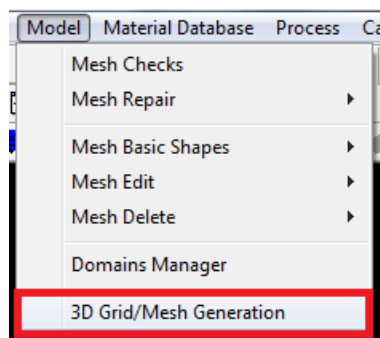 Model Material Database Process
Mesh Checks
Mesh Repair
Mesh Basic Shapes
Mesh Edit
Mesh Delete
Domains Manager
3D Grid/Mesh Generation